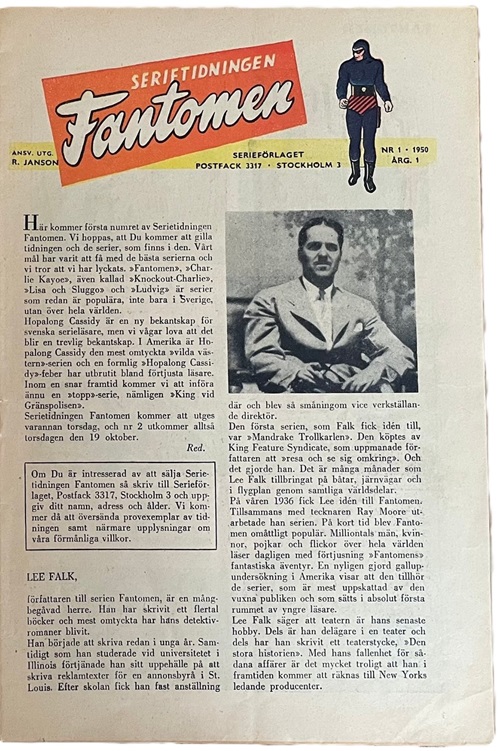 SERIETIDNINGEN
Fantomen
ANSV. UTG.
R. JANSON
SERIEFÖRLAGET
POSTFACK 3317 • STOCKHOLM 3
NR 1 • 1950
ÅRG. 1
Här kommer första numret av Serietidningen
Fantomen. Vi hoppas, att Du kommer att gilla
tidningen och de serier, som finns i den. Vårt
mål har varit att få med de bästa serierna och
vi tror att vi har lyckats. »Fantomen», »Char-
lie Kayoe», även kallad »Knockout-Charlie»,
»Lisa och Sluggo» och »Ludvig» är serier
som redan är populära, inte bara i Sverige,
utan över hela världen.
Hopalong Cassidy är en ny bekantskap för
svenska serieläsare, men vi vågar lova att det
blir en trevlig bekantskap. I Amerika är Ho-
palong Cassidy den mest omtyckta »vilda väs-
tern»-serien och en formlig »Hopalong Cassi-
dy»-feber har utbrutit bland förtjusta läsare.
Inom en snar framtid kommer vi att införa
ännu en »topp»-serie, nämligen »King vid
Gränspolisen».
Serietidningen Fantomen kommer att utges
varannan torsdag, och nr 2 utkommer alltså
torsdagen den 19 oktober.
Red.
Om Du är intresserad av att sälja Serie-
tidningen Fantomen så skriv till Serieför-
laget, Postfack 3317, Stockholm 3 och upp-
giv ditt namn, adress och ålder. Vi kom-
mer då att översända provexemplar av tid-
ningen samt närmare upplysningar om
våra förmånliga villkor.
LEE FALK,
författaren till serien Fantomen, är en mång-
begåvad herre. Han har skrivit ett flertal
böcker och mest omtyckta har hans detektiv-
romaner blivit.
Han började att skriva redan i unga år. Sam-
tidigt som han studerade vid universitetet i
Illinois förtjänade han sitt uppehälle på att
skriva reklamtexter för en annonsbyrå i St.
Louis. Efter skolan fick han fast anställning
där och blev så småningom vice verkställan-
de direktör.
Den första serien, som Falk fick idén till,
var »Mandrake Trollkarlen». Den köptes av
King Feature Syndicate, som uppmanade för-
fattaren att »resa och se sig omkring». Och
det gjorde han. Det är många månader som
Lee Falk tillbringat på båtar, järnvägar och
i flygplan genom samtliga världsdelar.
På våren 1936 fick Lee idén till Fantomen.
Tillsammans med tecknaren Ray Moore ut-
arbetade han serien. På kort tid blev Fanto-
men omåttligt populär. Milliontals män, kvin-
nor, pojkar och flickor över hela världen
läser dagligen med förtjusning »Fantomens»
fantastiska äventyr. En nyligen gjord gallup-
undersökning i Amerika visar att den tillhör
de serier, som är mest uppskattad av den
vuxna publiken och som sätts i absolut första
rummet av yngre läsare.
Lee Falk säger att teatern är hans senaste
hobby. Dels är han delägare i en teater och
dels har han skrivit ett teaterstycke, »Den
stora historien». Med hans fallenhet för så-
dana affärer är det mycket troligt att han i
framtiden kommer att räknas till New Yorks
ledande producenter.